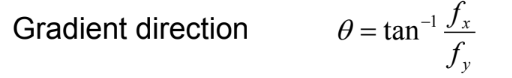 Gradient direction θ = tan⁻¹ fₓ / f_y